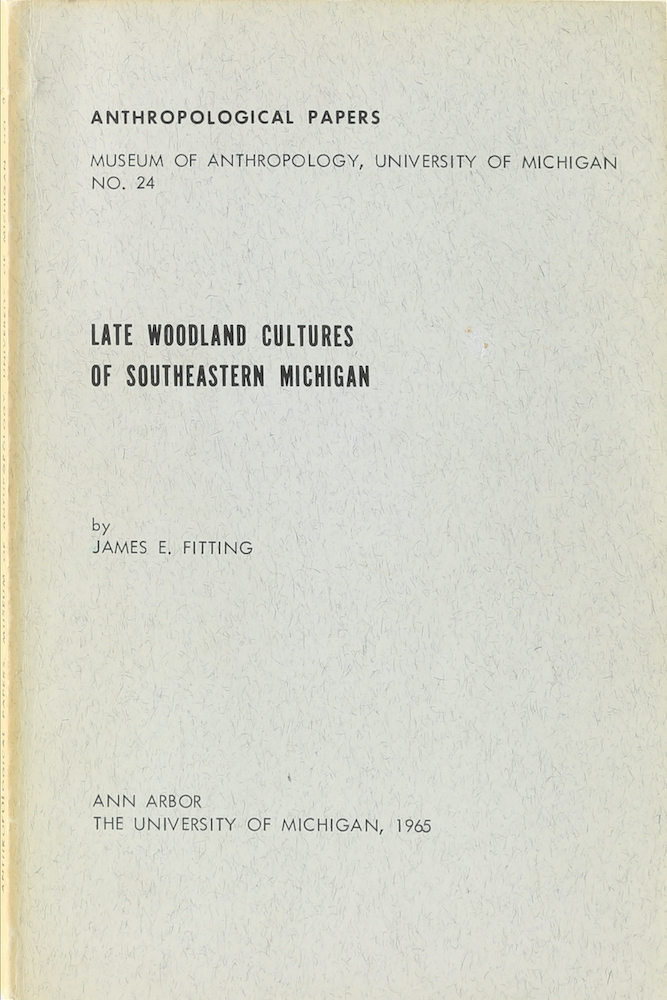 ANTHROPOLOGICAL PAPERS
MUSEUM OF ANTHROPOLOGY, UNIVERSITY OF MICHIGAN
NO. 24
LATE WOODLAND CULTURES
OF SOUTHEASTERN MICHIGAN
by
JAMES E. FITTING
ANN ARBOR
THE UNIVERSITY OF MICHIGAN, 1965